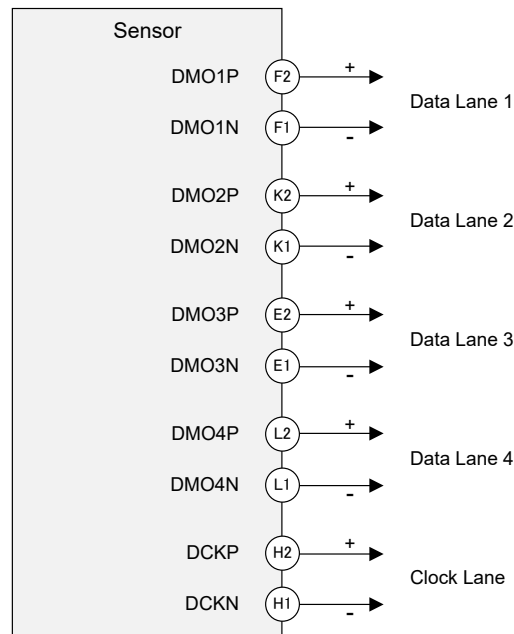 Sensor
DMO1P F2 +
Data Lane 1
DMO1N F1 -
DMO2P K2 +
Data Lane 2
DMO2N K1 -
DMO3P E2 +
Data Lane 3
DMO3N E1 -
DMO4P L2 +
Data Lane 4
DMO4N L1 -
DCKP H2 +
Clock Lane
DCKN H1 -